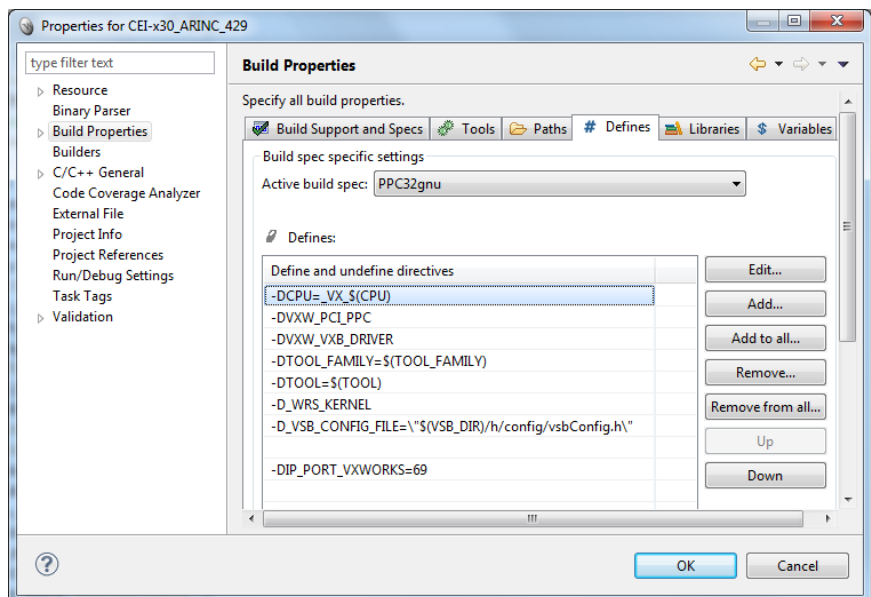 Properties for CEI-x30_ARINC_429
type filter text
Resource
Binary Parser
Build Properties
Builders
C/C++ General
Code Coverage Analyzer
External File
Project Info
Project References
Run/Debug Settings
Task Tags
Validation
Build Properties
Specify all build properties.
Build Support and Specs Tools Paths # Defines Libraries $ Variables
Build spec specific settings
Active build spec: PPC32gnu
Defines:
Define and undefine directives
-DCPU=_VX_$(CPU)
-DVXW_PCI_PPC
-DVXW_VXB_DRIVER
-DTOOL_FAMILY=$(TOOL_FAMILY)
-DTOOL=$(TOOL)
-D_WRS_KERNEL
-D_VSB_CONFIG_FILE=\"$(VSB_DIR)/h/config/vsbConfig.h\"
-DIP_PORT_VXWORKS=69
Edit...
Add...
Add to all...
Remove...
Remove from all...
Up
Down
?
OK Cancel